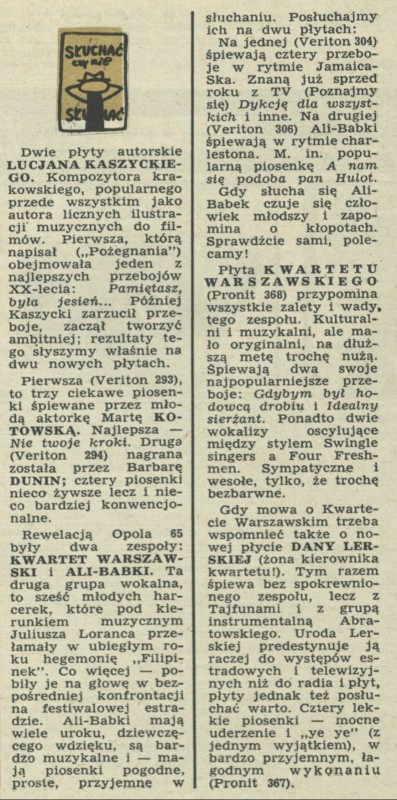 SŁUCHAĆ
czy nie
SŁUCHAĆ
Dwie płyty autorskie
LUCJANA KASZYCKIE-
GO. Kompozytora kra-
kowskiego, popularnego
przede wszystkim jako
autora licznych ilustra-
cji muzycznych do fil-
mów. Pierwsza, którą
napisał („Pożegnania")
obejmowała jeden z
najlepszych przebojów
XX-lecia: Pamiętasz,
była jesień... Później
Kaszycki zarzucił prze-
boje, zaczął tworzyć
ambitniej; rezultaty te-
go słyszymy właśnie na
dwu nowych płytach.
Pierwsza (Veriton 293),
to trzy ciekawe piosen
ki śpiewane przez mło-
dą aktorkę Martę KO-
TOWSKĄ. Najlepsza —
Nie twoje kroki. Druga
(Veriton 294) nagrana
została przez Barbarę
DUNIN; cztery piosenki
nieco żywsze lecz i nie-
co bardziej konwencjo-
nalne.
Rewelacją Opola 65
były dwa zespoły:
KWARTET WARSZAW-
SKI i ALI-BABKI. Ta
druga grupa wokalna,
to sześć młodych har-
cerek, które pod kie-
runkiem muzycznym
Juliusza Loranca prze-
łamały w ubiegłym ro-
ku hegemonię „Filipi-
nek". Co więcej — po-
biły je na głowę w bez-
pośredniej konfrontacji
na festiwalowej estra-
dzie. Ali-Babki mają
wiele uroku, dziewczę-
cego wdzięku, są bar-
dzo muzykalne i — ma-
ją piosenki pogodne,
proste, przyjemne w
słuchaniu. Posłuchajmy
ich na dwu płytach:
Na jednej (Veriton 304)
śpiewają cztery przebo-
je w rytmie Jamaica-
Ska. Znaną już sprzed
roku z TV (Poznajmy
się) Dykcję dla wszyst-
kich i inne. Na drugiej
(Veriton 306) Ali-Babki
śpiewają w rytmie char-
lestona. M. in. popu-
larną piosenkę A nam
się podoba pan Hulot.
Gdy słucha się Ali-
Babek czuje się czło-
wiek młodszy i zapo-
mina o kłopotach.
Sprawdźcie sami, pole-
camy!
Płyta KWARTETU
WARSZAWSKIEGO
(Pronit 368) przypomina
wszystkie zalety i wady,
tego zespołu. Kultural-
ni i muzykalni, ale ma-
ło oryginalni, na dłuż-
szą metę trochę nużą.
Śpiewają dwa swoje
najpopularniejsze prze-
boje: Gdybym był ho-
dowcą drobiu i Idealny
sierżant. Ponadto dwie
wokalizy oscylujące
między stylem Swingle
singers a Four Fresh-
men. Sympatyczne i
wesołe, tylko, że trochę
bezbarwne.
Gdy mowa o Kwarte-
cie Warszawskim trzeba
wspomnieć także o no-
wej płycie DANY LER-
SKIEJ (żona kierownika
kwartetu!). Tym razem
śpiewa bez spokrewnio-
nego zespołu, lecz z
Tajfunami i z grupą
instrumentalną Abra-
towskiego. Uroda Ler-
skiej predestynuje ją
raczej do występów es-
tradowych i telewizyj-
nych niż do radia i płyt,
płyty jednak też posłu-
chać warto. Cztery lek-
kie piosenki — mocne
uderzenie i „ye ye" (z
jednym wyjątkiem), w
bardzo przyjemnym, ła-
godnym wykonaniu
(Pronit 367).